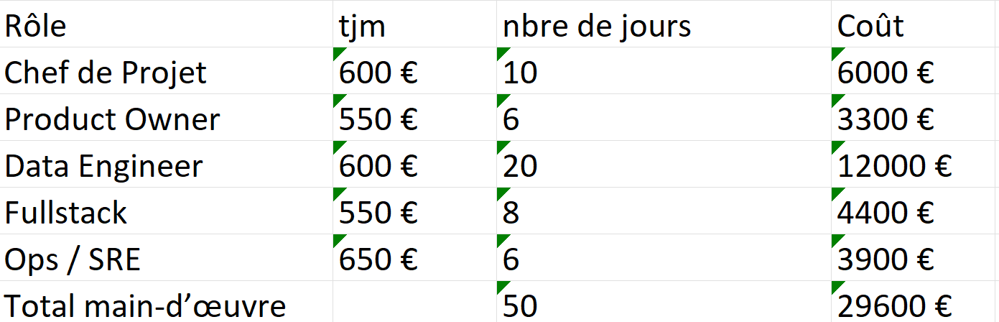 Rôle tjm nbre de jours Coût
Chef de Projet 600 € 10 6000 €
Product Owner 550 € 6 3300 €
Data Engineer 600 € 20 12000 €
Fullstack 550 € 8 4400 €
Ops / SRE 650 € 6 3900 €
Total main-d’œuvre 50 29600 €